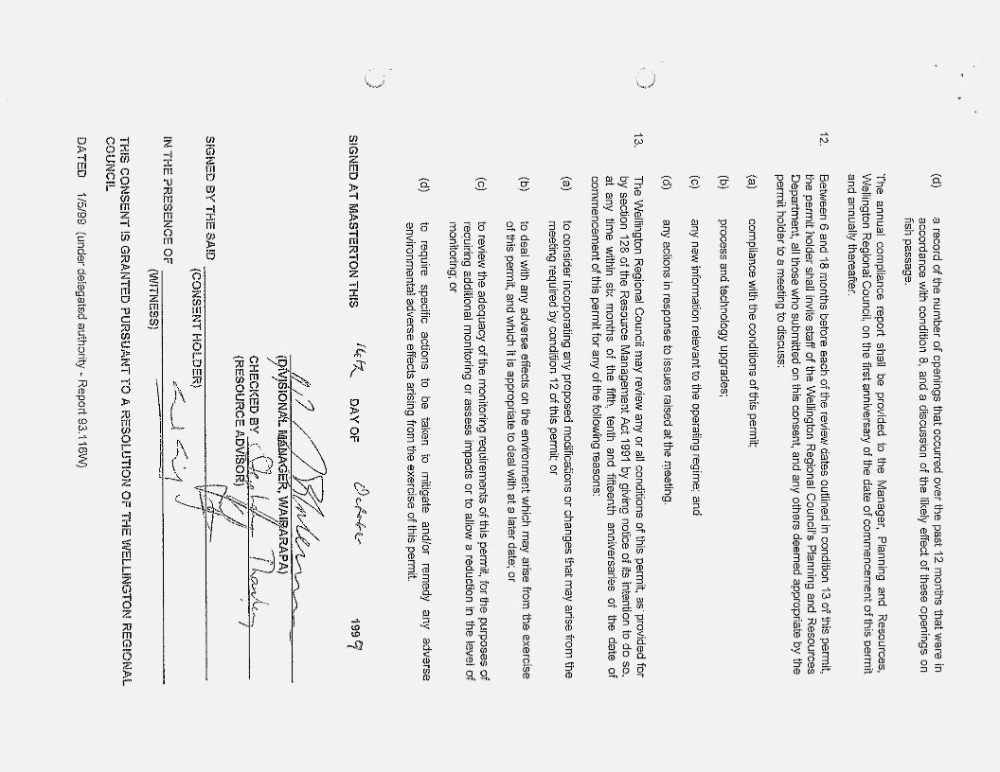 (d) a record of the number of openings that occurred over the past 12 months that were in
accordance with condition 8, and a discussion of the likely effect of these openings on
fish passage.
The annual compliance report shall be provided to the Manager, Planning and Resources,
Wellington Regional Council, on the first anniversary of the date of commencement of this permit
and annually thereafter.
12. Between 6 and 18 months before each of the review dates outlined in condition 13 of this permit,
the permit holder shall invite staff of the Wellington Regional Council's Planning and Resources
Department, all those who submitted on this consent, and any others deemed appropriate by the
permit holder to a meeting to discuss:
(a) compliance with the conditions of this permit;
(b) process and technology upgrades;
(c) any new information relevant to the operating regime; and
(d) any actions in response to issues raised at the meeting.
13. The Wellington Regional Council may review any or all conditions of this permit, as provided for
by section 128 of the Resource Management Act 1991 by giving notice of its intention to do so,
at any time within six months of the fifth, tenth and fifteenth anniversaries of the date of
commencement of this permit for any of the following reasons:
(a) to consider incorporating any proposed modifications or changes that may arise from the
meeting required by condition 12 of this permit; or
(b) to deal with any adverse effects on the environment which may arise from the exercise
of this permit, and which it is appropriate to deal with at a later date; or
(c) to review the adequacy of the monitoring requirements of this permit, for the purposes of
requiring additional monitoring or assess impacts or to allow a reduction in the level of
monitoring; or
(d) to require specific actions to be taken to mitigate and/or remedy any adverse
environmental adverse effects arising from the exercise of this permit.
SIGNED AT MASTERTON THIS 14th DAY OF October 1999
(DIVISIONAL MANAGER, WAIRARAPA)
CHECKED BY Stephen Thawley
(RESOURCE ADVISOR)
SIGNED BY THE SAID
(CONSENT HOLDER)
IN THE PRESENCE OF
(WITNESS)
THIS CONSENT IS GRANTED PURSUANT TO A RESOLUTION OF THE WELLINGTON REGIONAL
COUNCIL
DATED 1/5/99 (under delegated authority - Report 93.116W)